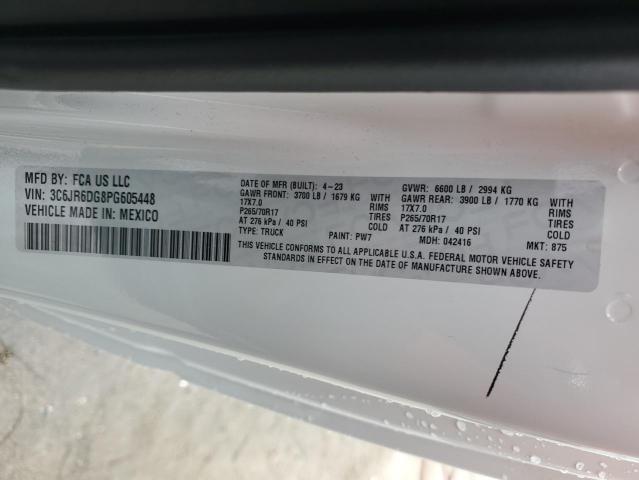 MFD BY: FCA US LLC
VIN: 3C6JR6DG8PG605448
VEHICLE MADE IN: MEXICO
DATE OF MFR (BUILT): 4-23
GAWR FRONT: 3700 LB / 1679 KG
17X7.0 RIMS
P265/70R17 TIRES
AT 276 kPa / 40 PSI COLD
TYPE: TRUCK PAINT: PW7
GVWR: 6600 LB / 2994 KG
GAWR REAR: 3900 LB / 1770 KG
17X7.0 RIMS
P265/70R17 TIRES
AT 276 kPa / 40 PSI COLD
MDH: 042416 MKT: 875
THIS VEHICLE CONFORMS TO ALL APPLICABLE U.S.A. FEDERAL MOTOR VEHICLE SAFETY
STANDARDS IN EFFECT ON THE DATE OF MANUFACTURE SHOWN ABOVE.